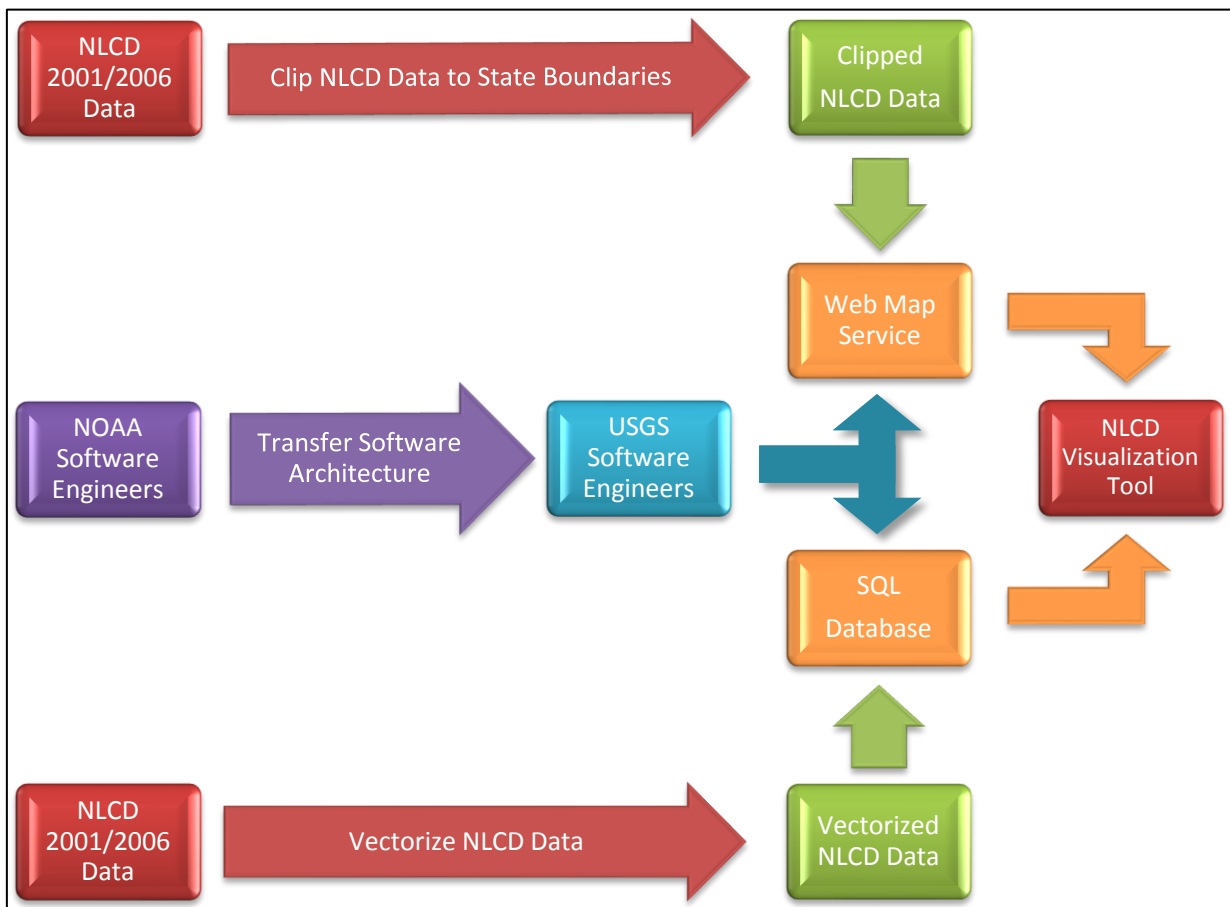 NLCD
2001/2006
Data
Clip NLCD Data to State Boundaries
Clipped
NLCD Data
Web Map
Service
NOAA
Software
Engineers
Transfer Software
Architecture
USGS
Software
Engineers
NLCD
Visualization
Tool
SQL
Database
NLCD
2001/2006
Data
Vectorize NLCD Data
Vectorized
NLCD Data